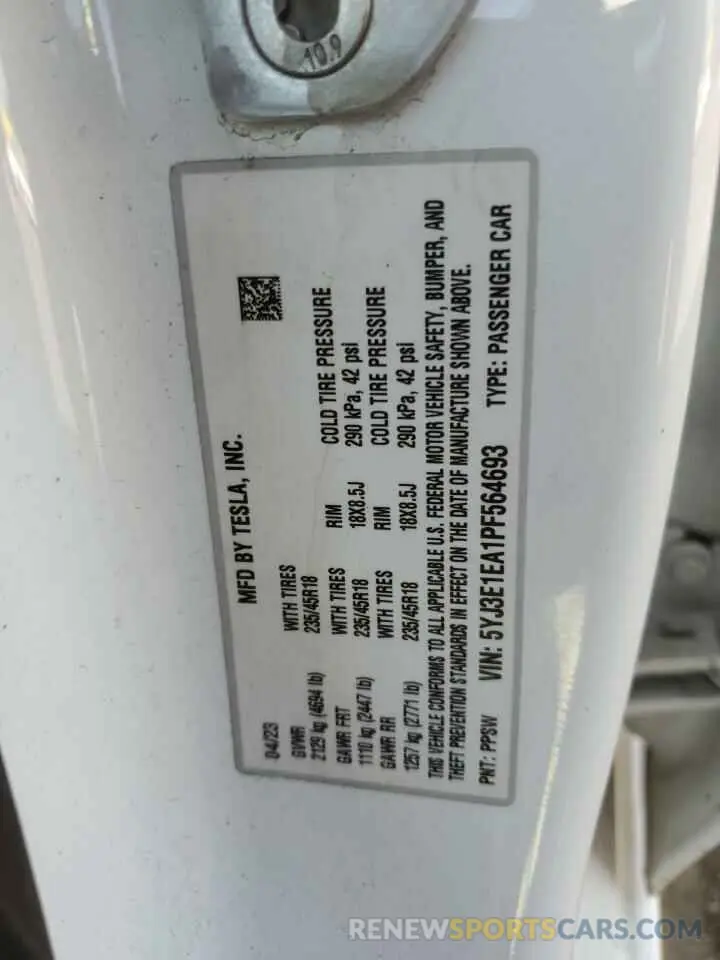 10.9
MFD BY TESLA, INC.
04/23
GVWR WITH TIRES RIM COLD TIRE PRESSURE
2129 kg (4694 lb) 235/45R18
GAWR FRT WITH TIRES RIM COLD TIRE PRESSURE
1110 kg (2447 lb) 235/45R18 18X8.5J 290 kPa, 42 psi
GAWR RR WITH TIRES RIM COLD TIRE PRESSURE
1257 kg (2771 lb) 235/45R18 18X8.5J 290 kPa, 42 psi
THIS VEHICLE CONFORMS TO ALL APPLICABLE U.S. FEDERAL MOTOR VEHICLE SAFETY, BUMPER, AND
THEFT PREVENTION STANDARDS IN EFFECT ON THE DATE OF MANUFACTURE SHOWN ABOVE.
PNT: PPSW VIN: 5YJ3E1EA1PF564693 TYPE: PASSENGER CAR
RENEWSPORTSCARS.COM